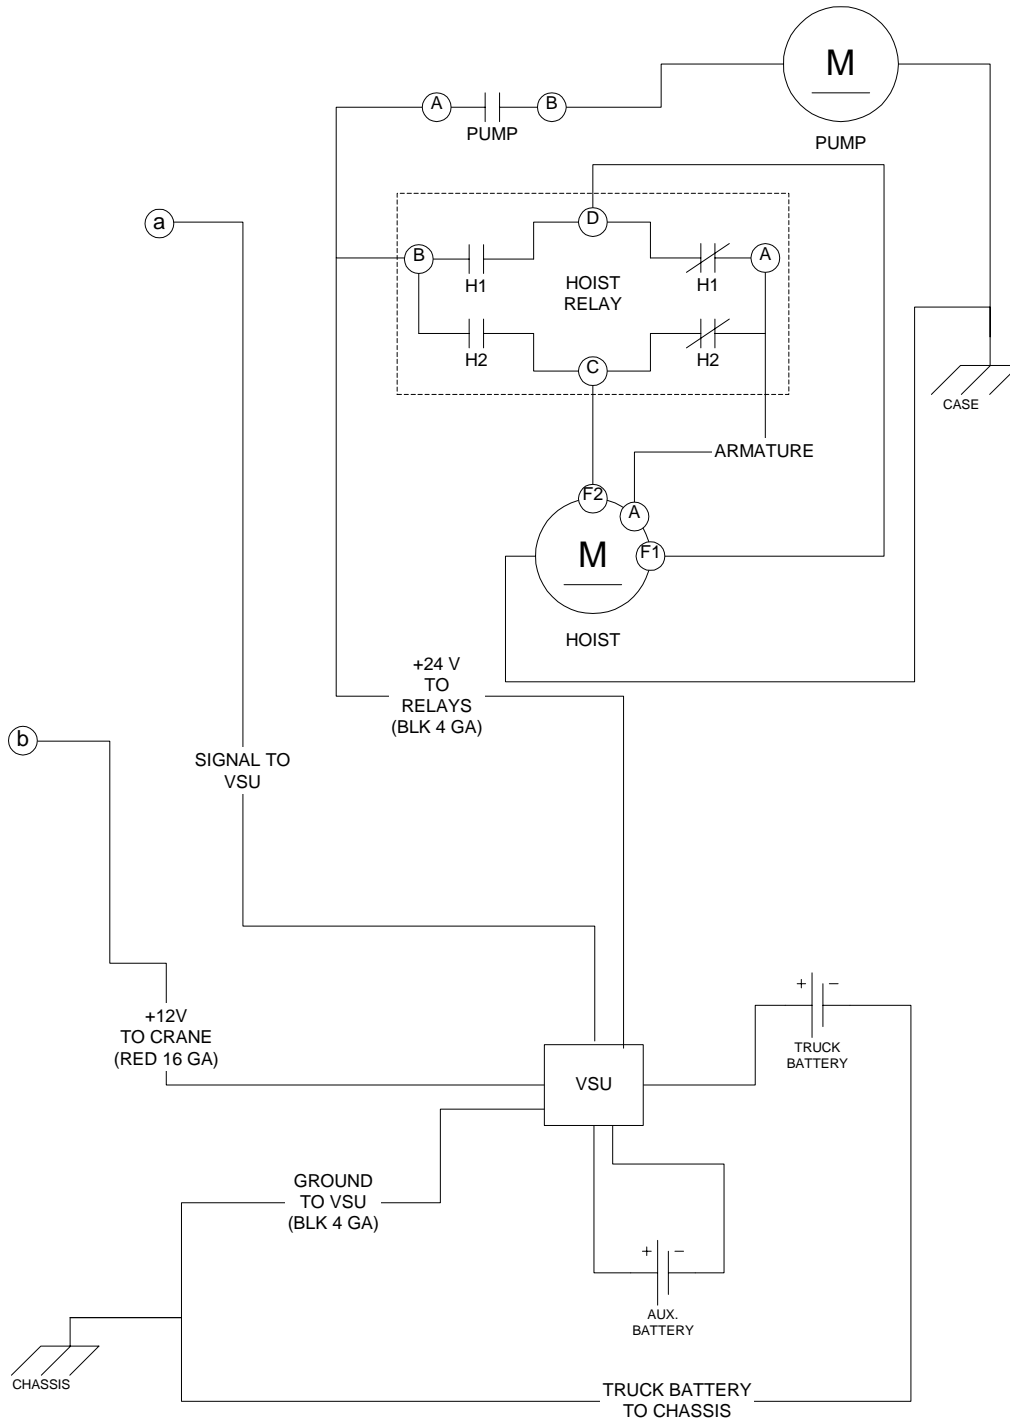 M
A
B
PUMP
PUMP
a
D
B
A
H1
HOIST
RELAY
H1
H2
H2
C
CASE
ARMATURE
F2
A
M
F1
HOIST
+24 V
TO
RELAYS
(BLK 4 GA)
b
SIGNAL TO
VSU
+ −
+12V
TO CRANE
(RED 16 GA)
TRUCK
BATTERY
VSU
GROUND
TO VSU
(BLK 4 GA)
+ −
AUX.
BATTERY
CHASSIS
TRUCK BATTERY
TO CHASSIS